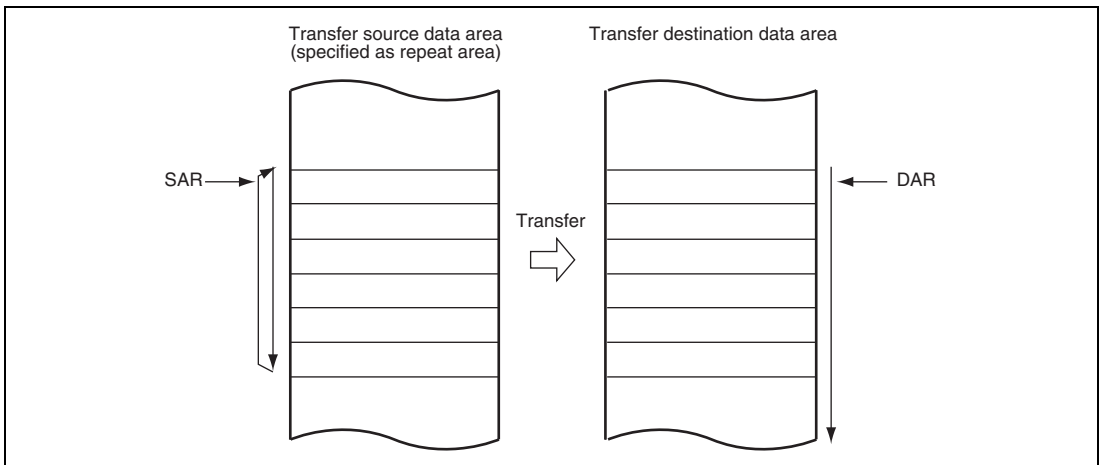 Transfer source data area
(specified as repeat area)
Transfer destination data area
SAR
Transfer
DAR